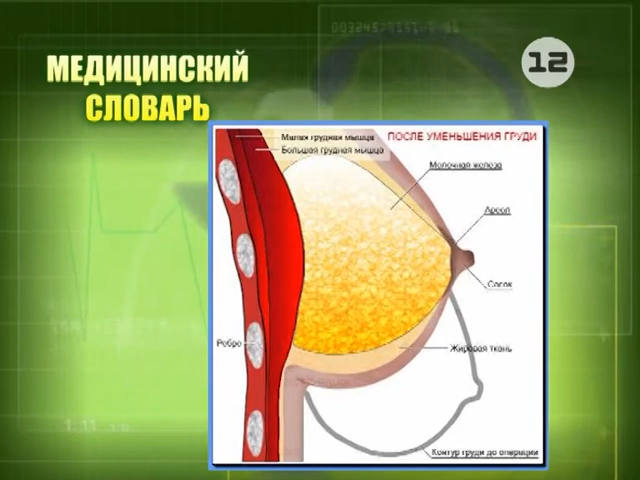 МЕДИЦИНСКИЙ
СЛОВАРЬ
12
ПОСЛЕ УМЕНЬШЕНИЯ ГРУДИ
Малая грудная мышца
Большая грудная мышца
Молочная железа
Ареол
Сосок
Ребро
Жировая ткань
Контур груди до операции